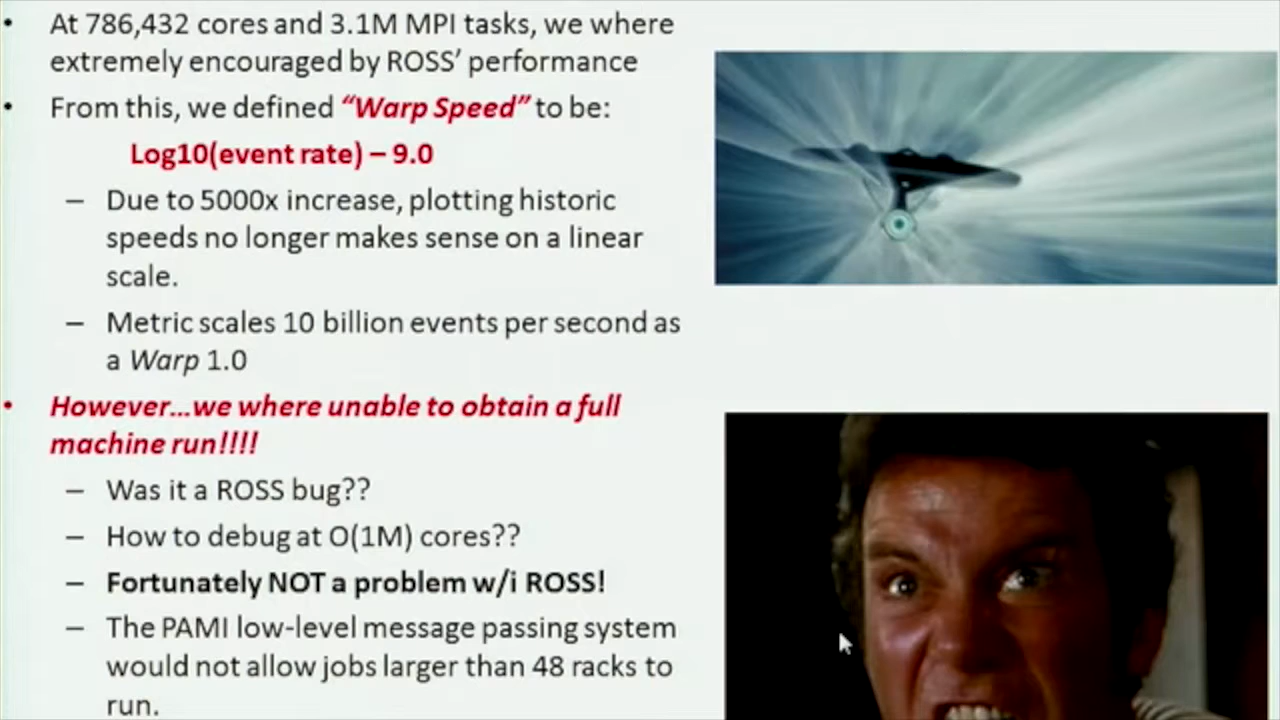 • At 786,432 cores and 3.1M MPI tasks, we where
extremely encouraged by ROSS’ performance
• From this, we defined “Warp Speed” to be:
Log10(event rate) – 9.0
– Due to 5000x increase, plotting historic
speeds no longer makes sense on a linear
scale.
– Metric scales 10 billion events per second as
a Warp 1.0
• However…we where unable to obtain a full
machine run!!!!
– Was it a ROSS bug??
– How to debug at O(1M) cores??
– Fortunately NOT a problem w/i ROSS!
– The PAMI low-level message passing system
would not allow jobs larger than 48 racks to
run.